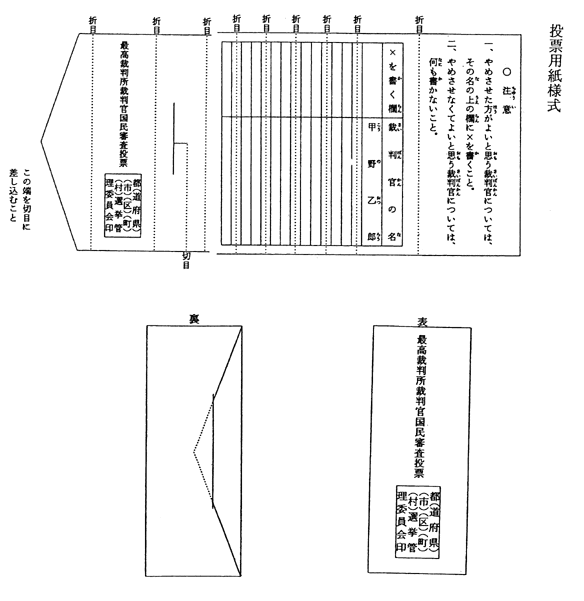 投票用紙様式
○注意
一、やめさせた方がよいと思う裁判官については、
その名の上の欄に×を書くこと。
二、やめさせなくてよいと思う裁判官については、
何も書かないこと。
×を書く欄
裁判官の名
甲野乙郎
折目
折目
折目
折目
折目
折目
折目
折目
折目
切目
最高裁判所裁判官国民審査投票
都(道府県)
(市)(区)(町)
(村)選挙管
理委員会印
この端を切目に
差し込むこと
表
最高裁判所裁判官国民審査投票
都(道府県)
(市)(区)(町)
(村)選挙管
理委員会印
裏